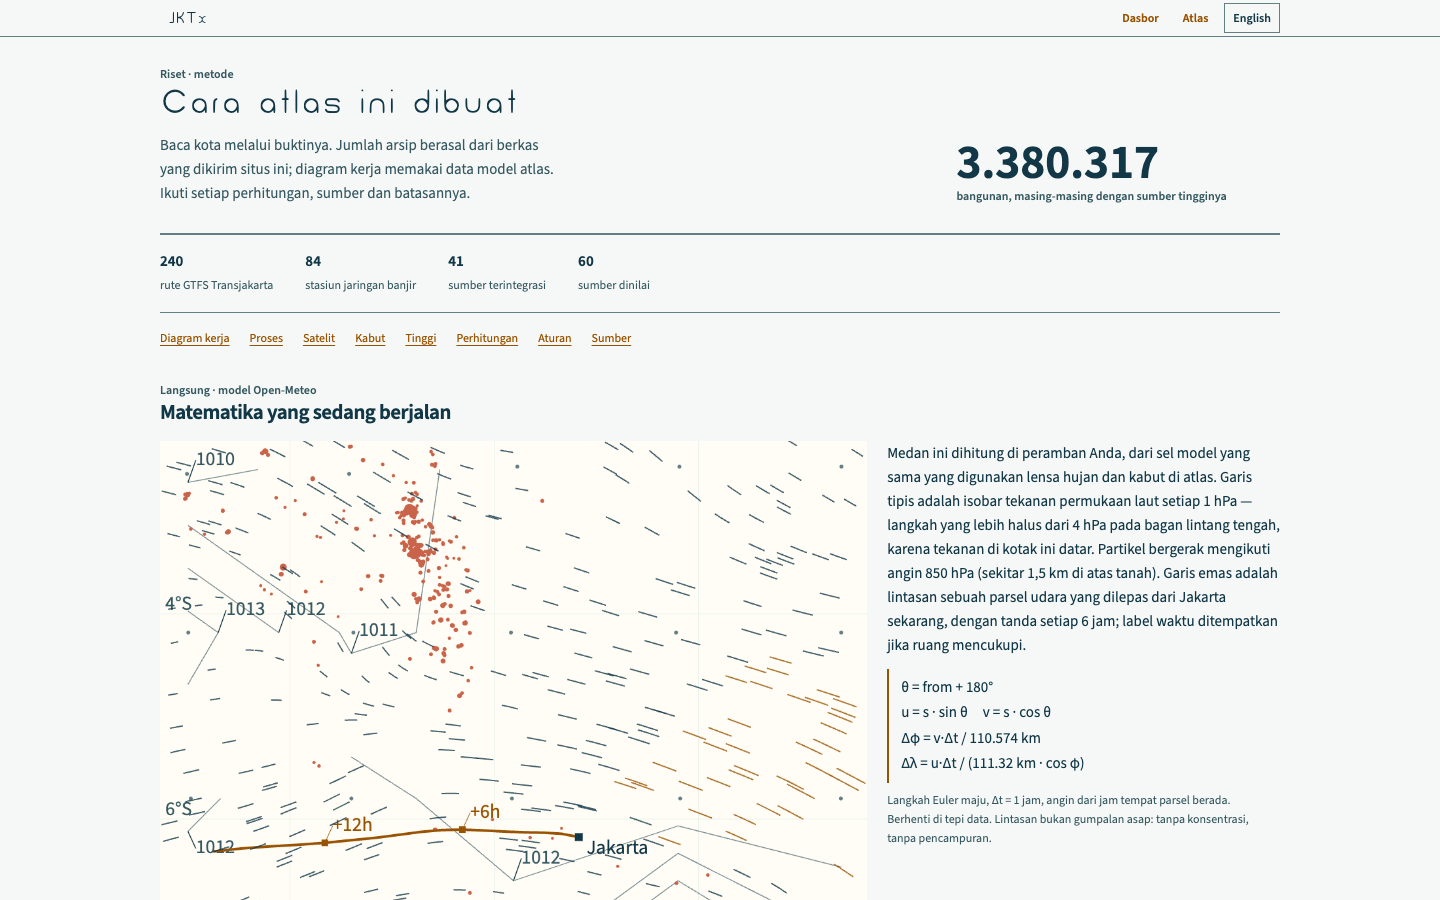 JKTx
Dasbor
Atlas
English
Riset · metode
Cara atlas ini dibuat
Baca kota melalui buktinya. Jumlah arsip berasal dari berkas
yang dikirim situs ini; diagram kerja memakai data model atlas.
Ikuti setiap perhitungan, sumber dan batasannya.
3.380.317
bangunan, masing-masing dengan sumber tingginya
240
rute GTFS Transjakarta
84
stasiun jaringan banjir
41
sumber terintegrasi
60
sumber dinilai
Diagram kerja
Proses
Satelit
Kabut
Tinggi
Perhitungan
Aturan
Sumber
Langsung · model Open-Meteo
Matematika yang sedang berjalan
1010
4°S
1013
1012
1011
6°S
+12h
+6h
1012
1012
Jakarta
Medan ini dihitung di peramban Anda, dari sel model yang
sama yang digunakan lensa hujan dan kabut di atlas. Garis
tipis adalah isobar tekanan permukaan laut setiap 1 hPa —
langkah yang lebih halus dari 4 hPa pada bagan lintang tengah,
karena tekanan di kotak ini datar. Partikel bergerak mengikuti
angin 850 hPa (sekitar 1,5 km di atas tanah). Garis emas adalah
lintasan sebuah parsel udara yang dilepas dari Jakarta
sekarang, dengan tanda setiap 6 jam; label waktu ditempatkan
jika ruang mencukupi.
θ = from + 180°
u = s · sin θ v = s · cos θ
Δφ = v·Δt / 110.574 km
Δλ = u·Δt / (111.32 km · cos φ)
Langkah Euler maju, Δt = 1 jam, angin dari jam tempat parsel berada.
Berhenti di tepi data. Lintasan bukan gumpalan asap: tanpa konsentrasi,
tanpa pencampuran.